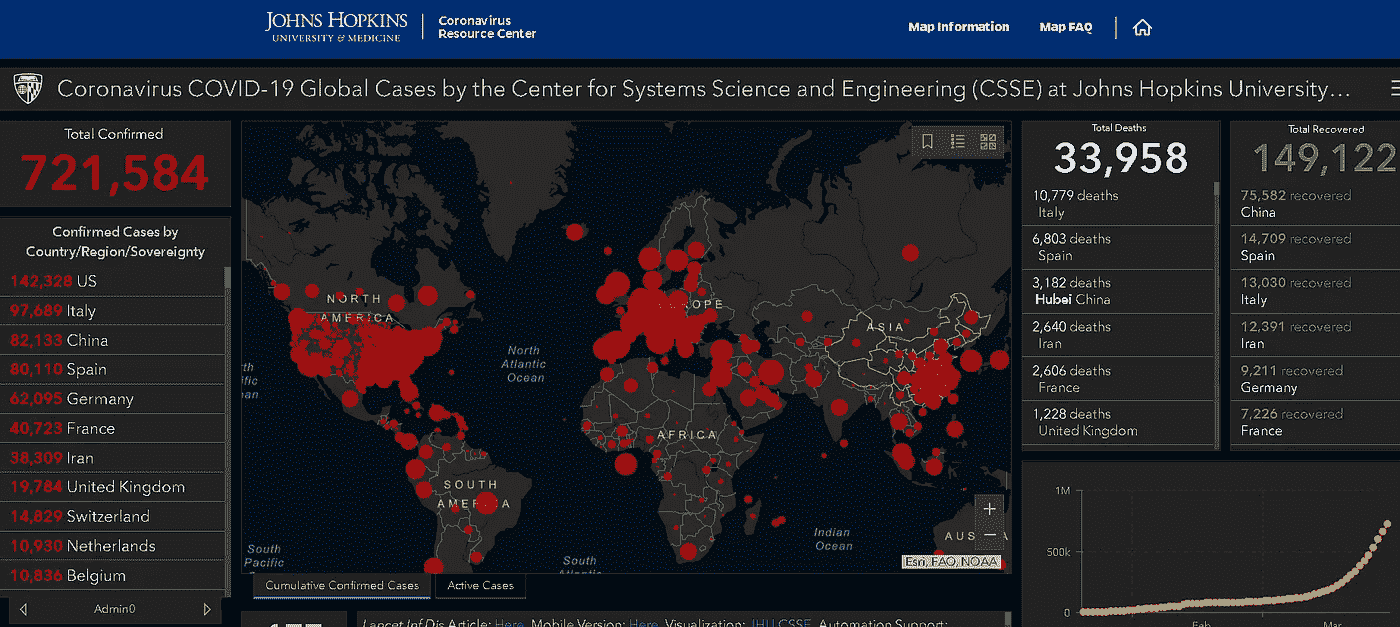 JOHNS HOPKINS
UNIVERSITY & MEDICINE
Coronavirus
Resource Center
Map Information
Map FAQ
Coronavirus COVID-19 Global Cases by the Center for Systems Science and Engineering (CSSE) at Johns Hopkins University...
Total Confirmed
721,584
Confirmed Cases by
Country/Region/Sovereignty
142,328 US
97,689 Italy
82,133 China
80,110 Spain
62,095 Germany
40,723 France
38,309 Iran
19,784 United Kingdom
14,829 Switzerland
10,930 Netherlands
10,836 Belgium
Admin0
NORTH
AMERICA
North
Atlantic
Ocean
OPE
ASIA
AFRICA
SOUTH
AMERICA
Indian
Ocean
AUS
South
Pacific
South
Esri, FAO, NOAA
Cumulative Confirmed Cases
Active Cases
Lancet Inf Dis Article: Here. Mobile Version: Here. Visualization: JHU CSSE. Automation Support:
Total Deaths
33,958
10,779 deaths
Italy
6,803 deaths
Spain
3,182 deaths
Hubei China
2,640 deaths
Iran
2,606 deaths
France
1,228 deaths
United Kingdom
Total Recovered
149,122
75,582 recovered
China
14,709 recovered
Spain
13,030 recovered
Italy
12,391 recovered
Iran
9,211 recovered
Germany
7,226 recovered
France
1M
500k
0
Feb
Mar